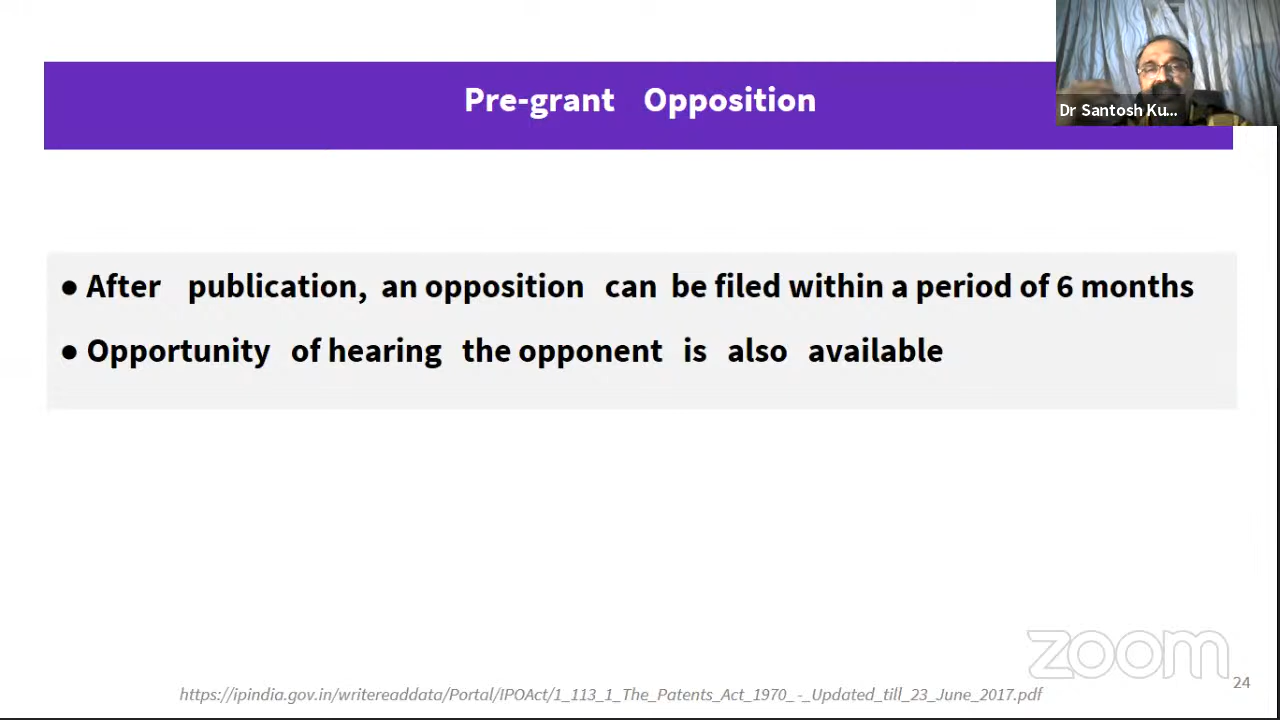 Pre-grant Opposition
Dr Santosh Ku...
● After publication, an opposition can be filed within a period of 6 months
● Opportunity of hearing the opponent is also available
zoom
24
https://ipindia.gov.in/writereaddata/Portal/IPOAct/1_113_1_The_Patents_Act_1970_-_Updated_till_23_June_2017.pdf